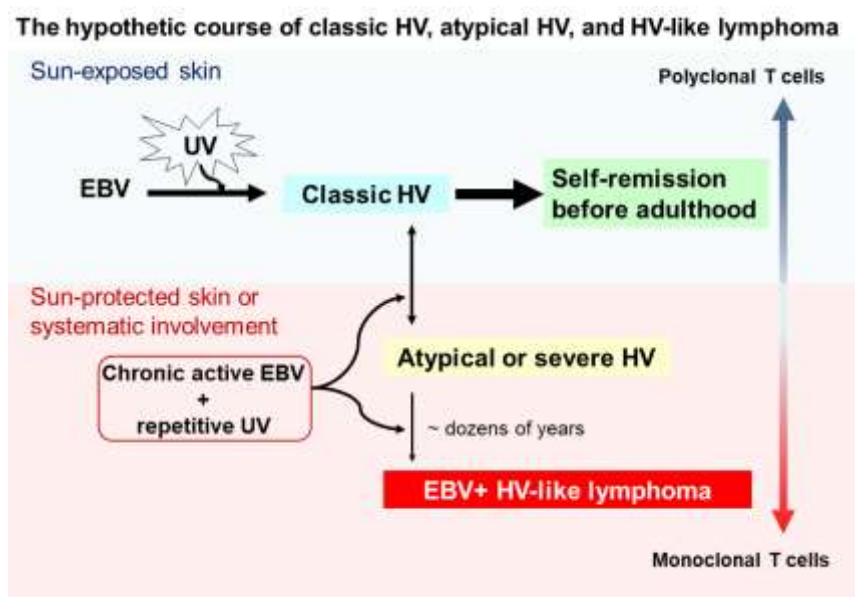 The hypothetic course of classic HV, atypical HV, and HV-like lymphoma
Sun-exposed skin
Polyclonal T cells
UV
EBV
Classic HV
Self-remission
before adulthood
Sun-protected skin or
systematic involvement
Atypical or severe HV
Chronic active EBV
+
repetitive UV
~ dozens of years
EBV+ HV-like lymphoma
Monoclonal T cells